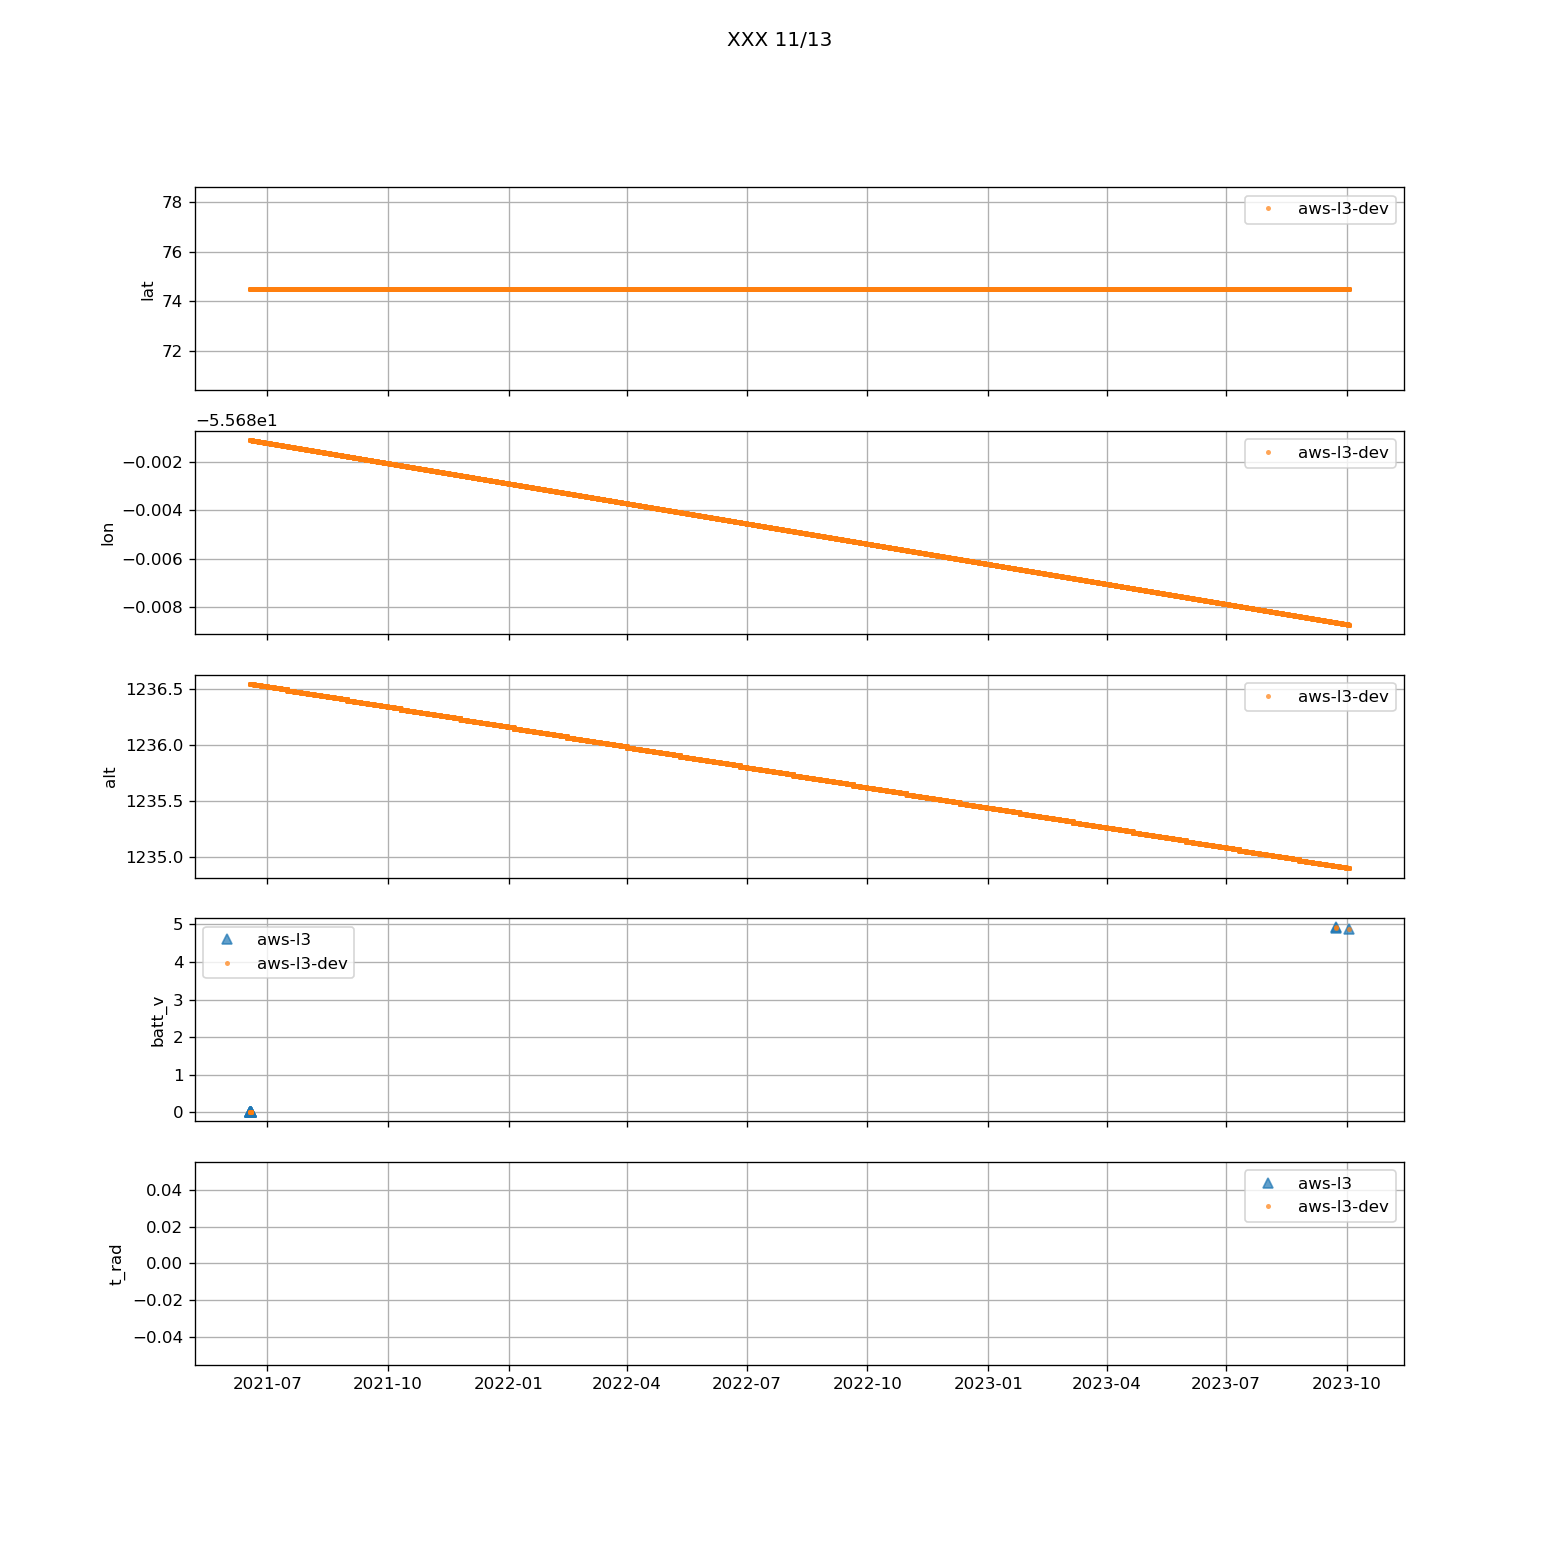 XXX 11/13
78
76
74
72
lat
aws-l3-dev
−5.568e1
−0.002
−0.004
−0.006
−0.008
lon
aws-l3-dev
1236.5
1236.0
1235.5
1235.0
alt
aws-l3-dev
5
4
3
2
1
0
batt_v
aws-l3
aws-l3-dev
0.04
0.02
0.00
−0.02
−0.04
t_rad
aws-l3
aws-l3-dev
2021-07 2021-10 2022-01 2022-04 2022-07 2022-10 2023-01 2023-04 2023-07 2023-10